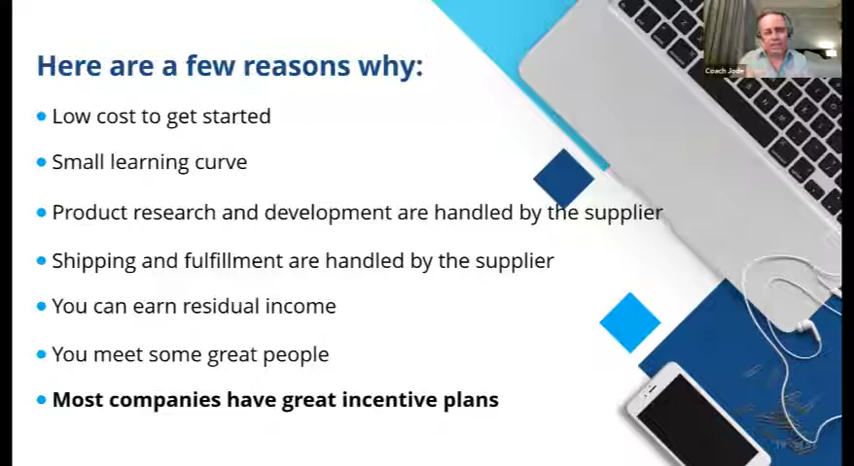 Here are a few reasons why:
Low cost to get started
Small learning curve
Product research and development are handled by the supplier
Shipping and fulfillment are handled by the supplier
You can earn residual income
You meet some great people
Most companies have great incentive plans
Coach Jode